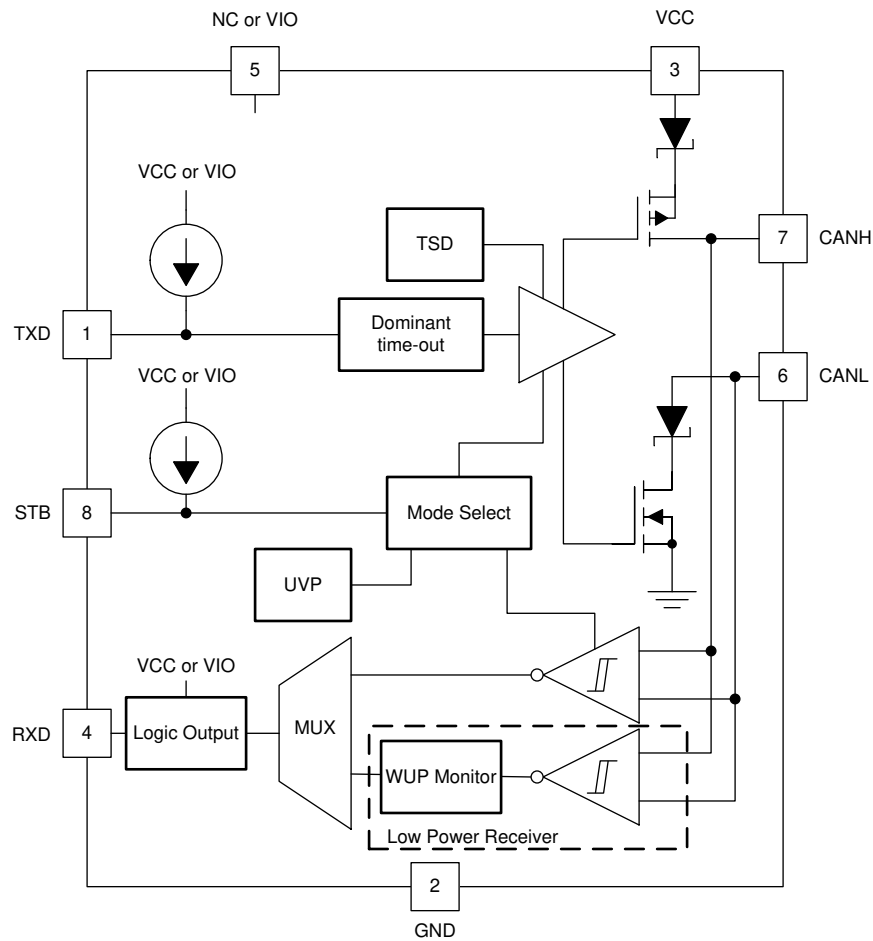 NC or VIO
VCC
5
3
VCC or VIO
TSD
7
CANH
TXD
1
Dominant
time-out
VCC or VIO
6
CANL
STB
8
Mode Select
UVP
VCC or VIO
MUX
RXD
4
Logic Output
WUP Monitor
Low Power Receiver
2
GND